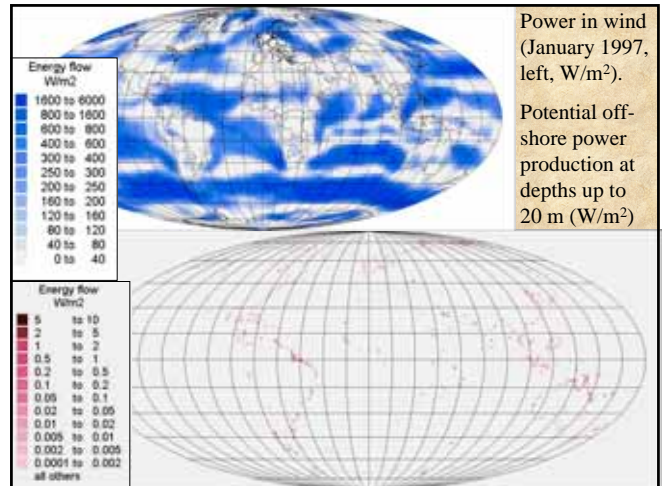 Energy flow
W/m2
1600 to 6000
800 to 1600
600 to 800
400 to 600
300 to 400
250 to 300
200 to 250
160 to 200
120 to 160
80 to 120
40 to 80
0 to 40
Power in wind
(January 1997,
left, W/m²).
Potential off-
shore power
production at
depths up to
20 m (W/m²)
Energy flow
W/m2
5 to 10
2 to 5
1 to 2
0.5 to 1
0.2 to 0.5
0.1 to 0.2
0.05 to 0.1
0.02 to 0.05
0.01 to 0.02
0.005 to 0.01
0.002 to 0.005
0.0001 to 0.002
all others